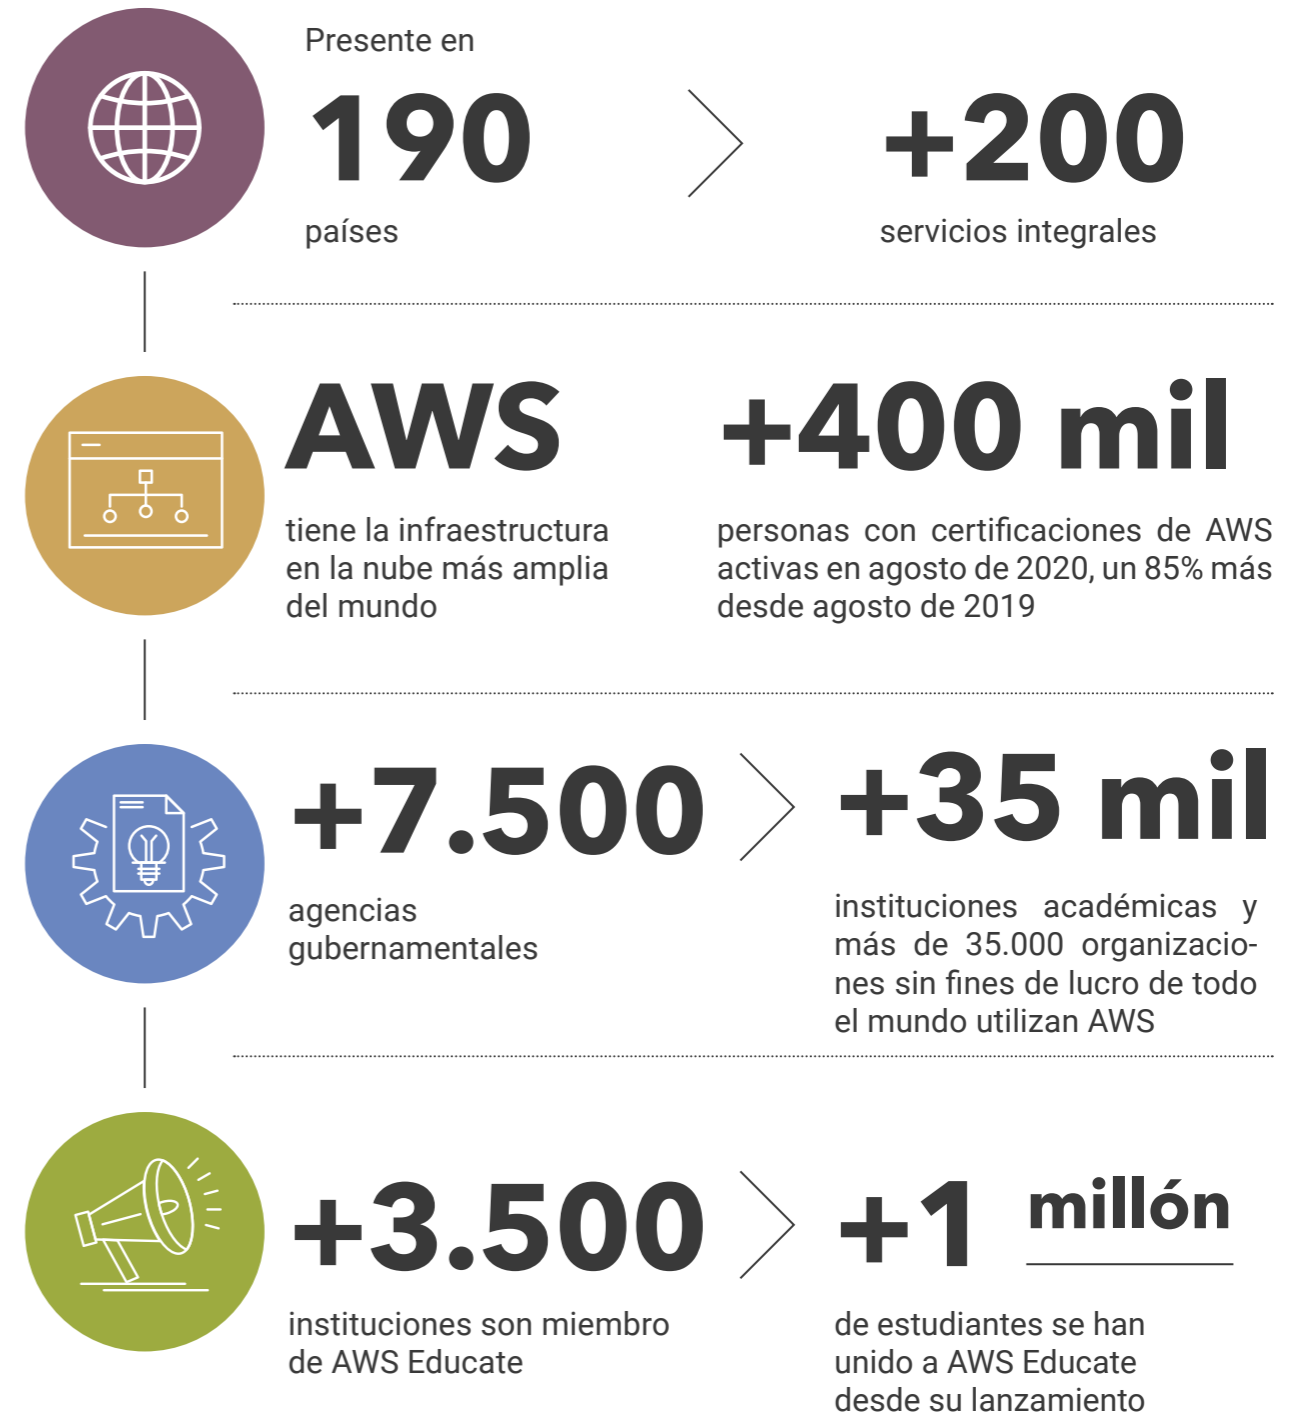 Presente en
190
países
+200
servicios integrales
AWS
tiene la infraestructura
en la nube más amplia
del mundo
+400 mil
personas con certificaciones de AWS
activas en agosto de 2020, un 85% más
desde agosto de 2019
+7.500
agencias
gubernamentales
+35 mil
instituciones académicas y
más de 35.000 organizacio-
nes sin fines de lucro de todo
el mundo utilizan AWS
+3.500
instituciones son miembro
de AWS Educate
+1 millón
de estudiantes se han
unido a AWS Educate
desde su lanzamiento